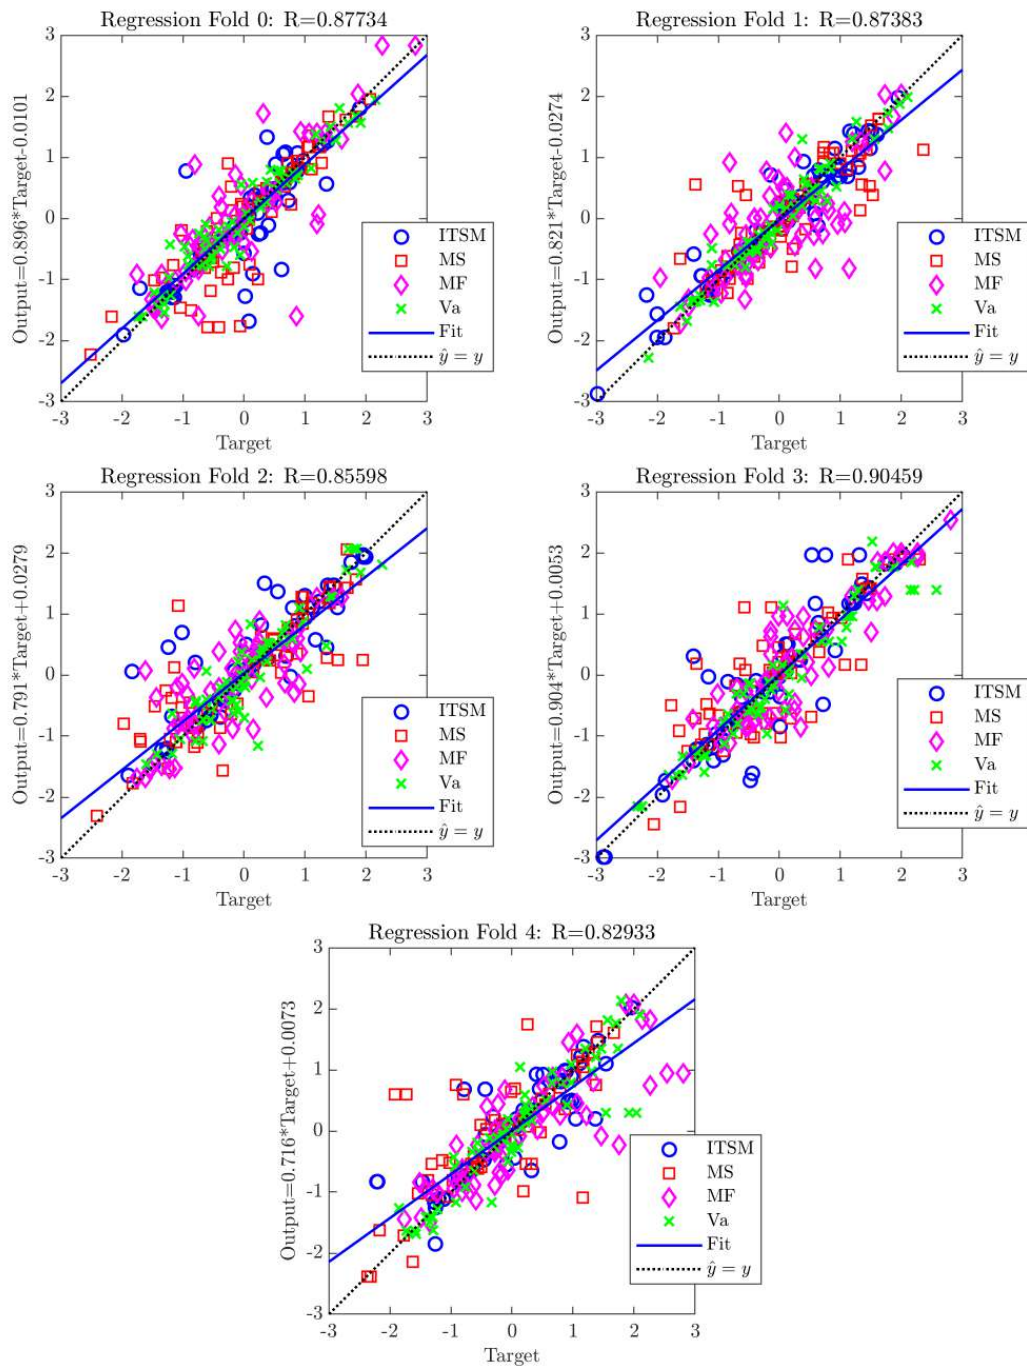 Regression Fold 0: R=0.87734
Output=0.896*Target-0.0101
3
2
1
0
-1
-2
-3
-3 -2 -1 0 1 2 3
Target
ITSM
MS
MF
Va
Fit
ŷ = y
Regression Fold 1: R=0.87383
Output=0.821*Target-0.0274
3
2
1
0
-1
-2
-3
-3 -2 -1 0 1 2 3
Target
ITSM
MS
MF
Va
Fit
ŷ = y
Regression Fold 2: R=0.85598
Output=0.791*Target+0.0279
3
2
1
0
-1
-2
-3
-3 -2 -1 0 1 2 3
Target
ITSM
MS
MF
Va
Fit
ŷ = y
Regression Fold 3: R=0.90459
Output=0.904*Target+0.0053
3
2
1
0
-1
-2
-3
-3 -2 -1 0 1 2 3
Target
ITSM
MS
MF
Va
Fit
ŷ = y
Regression Fold 4: R=0.82933
Output=0.716*Target+0.0073
3
2
1
0
-1
-2
-3
-3 -2 -1 0 1 2 3
Target
ITSM
MS
MF
Va
Fit
ŷ = y